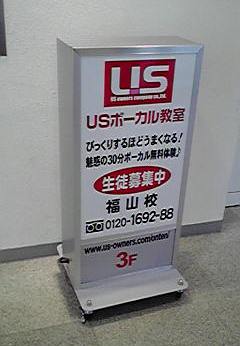 US
US owners company co.,ltd.
USボーカル教室
びっくりするほどうまくなる!
魅惑の30分ボーカル無料体験♪
生徒募集中
福山校
0120-1692-88
www.us-owners.com/enter/
3F